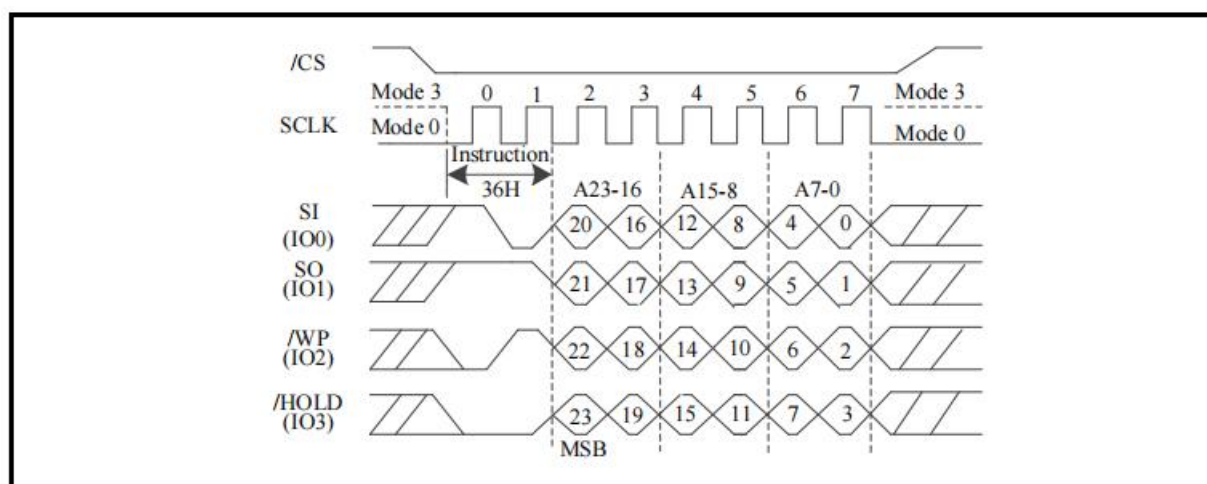 /CS
Mode 3 0 1 2 3 4 5 6 7 Mode 3
SCLK Mode 0 Mode 0
Instruction
36H A23-16 A15-8 A7-0
SI
(IO0) 20 16 12 8 4 0
SO
(IO1) 21 17 13 9 5 1
/WP
(IO2) 22 18 14 10 6 2
/HOLD
(IO3) 23 19 15 11 7 3
MSB